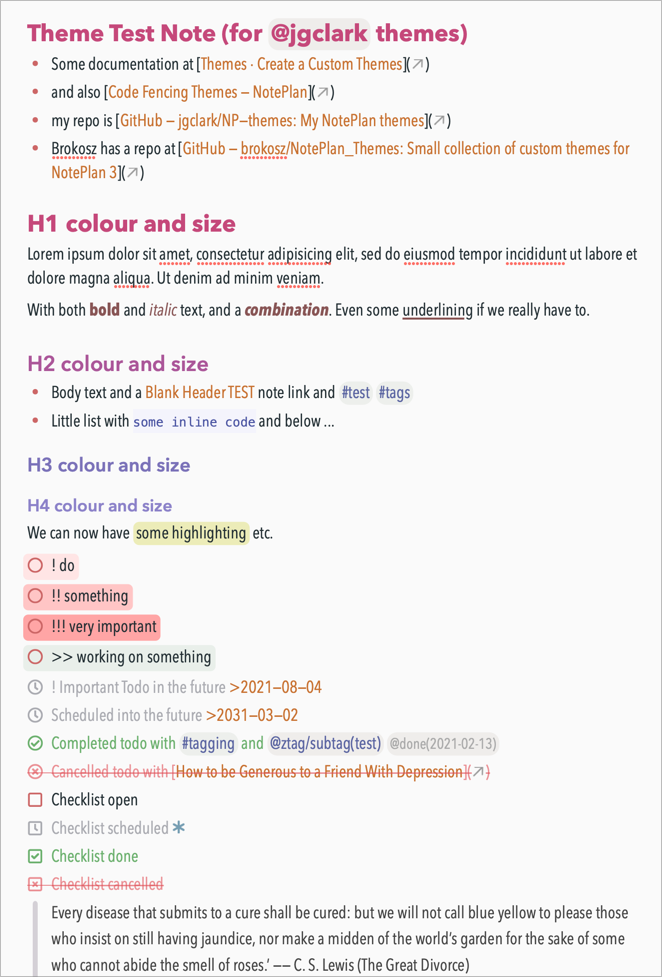 Theme Test Note (for @jgclark themes)
• Some documentation at [Themes · Create a Custom Themes](↗)
• and also [Code Fencing Themes – NotePlan](↗)
• my repo is [GitHub – jgclark/NP–themes: My NotePlan themes](↗)
• Brokosz has a repo at [GitHub – brokosz/NotePlan_Themes: Small collection of custom themes for
NotePlan 3](↗)
H1 colour and size
Lorem ipsum dolor sit amet, consectetur adipisicing elit, sed do eiusmod tempor incididunt ut labore et
dolore magna aliqua. Ut denim ad minim veniam.
With both bold and italic text, and a combination. Even some underlining if we really have to.
H2 colour and size
• Body text and a Blank Header TEST note link and #test #tags
• Little list with some inline code and below ...
H3 colour and size
H4 colour and size
We can now have some highlighting etc.
! do
!! something
!!! very important
>> working on something
! Important Todo in the future >2021–08–04
Scheduled into the future >2031–03–02
Completed todo with #tagging and @ztag/subtag(test) @done(2021-02-13)
Cancelled todo with [How to be Generous to a Friend With Depression](↗)
Checklist open
Checklist scheduled *
Checklist done
Checklist cancelled
Every disease that submits to a cure shall be cured: but we will not call blue yellow to please those
who insist on still having jaundice, nor make a midden of the world's garden for the sake of some
who cannot abide the smell of roses.' –– C. S. Lewis (The Great Divorce)